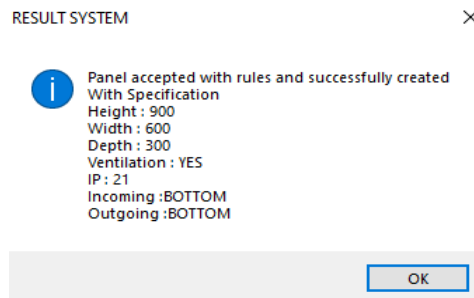 RESULT SYSTEM
Panel accepted with rules and successfully created
With Specification
Height : 900
Width : 600
Depth : 300
Ventilation : YES
IP : 21
Incoming :BOTTOM
Outgoing :BOTTOM
OK